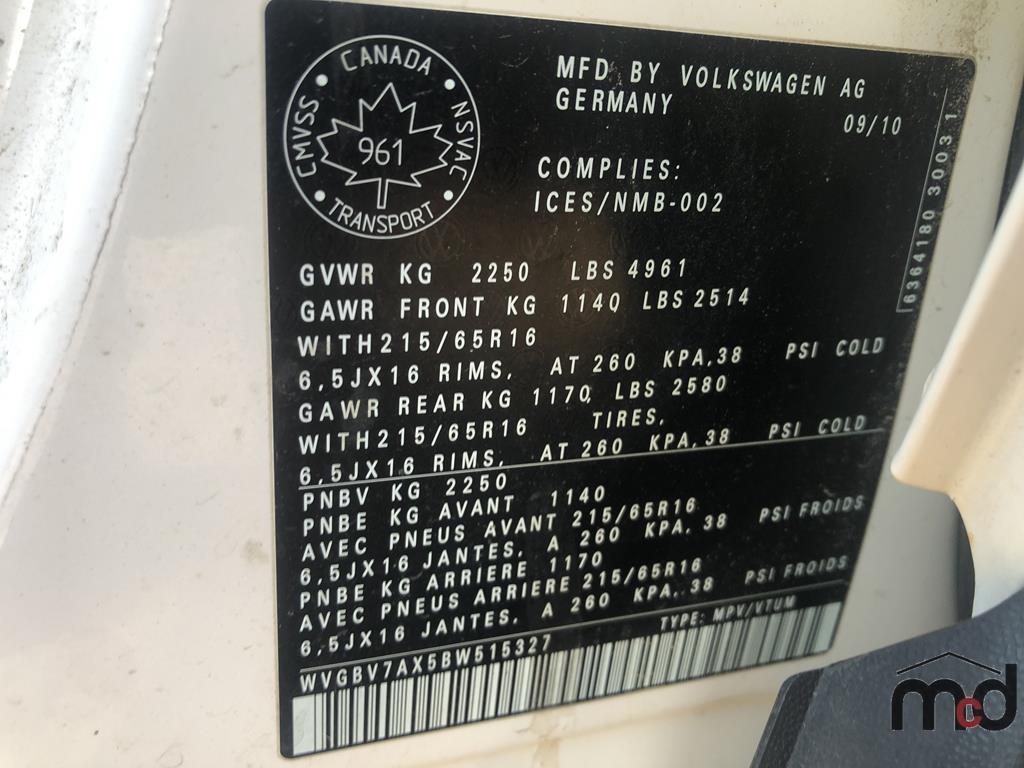 CANADA
CMVSS
NSVAC
961
TRANSPORT
MFD BY VOLKSWAGEN AG
GERMANY
09/10
COMPLIES:
ICES/NMB-002
6364180 30031
GVWR KG 2250 LBS 4961
GAWR FRONT KG 1140 LBS 2514
WITH215/65R16
6,5JX16 RIMS, AT 260 KPA,38 PSI COLD
GAWR REAR KG 1170, LBS 2580
WITH215/65R16 TIRES,
6,5JX16 RIMS, AT 260 KPA,38 PSI COLD
PNBV KG 2250
PNBE KG AVANT 1140
AVEC PNEUS AVANT 215/65R16
6,5JX16 JANTES, A 260 KPA, 38 PSI FROIDS
PNBE KG ARRIERE 1170
AVEC PNEUS ARRIERE 215/65R16
6,5JX16 JANTES, A 260 KPA, 38 PSI FROIDS
WVGBV7AX5BW515327 TYPE: MPV/VTUM
mcd